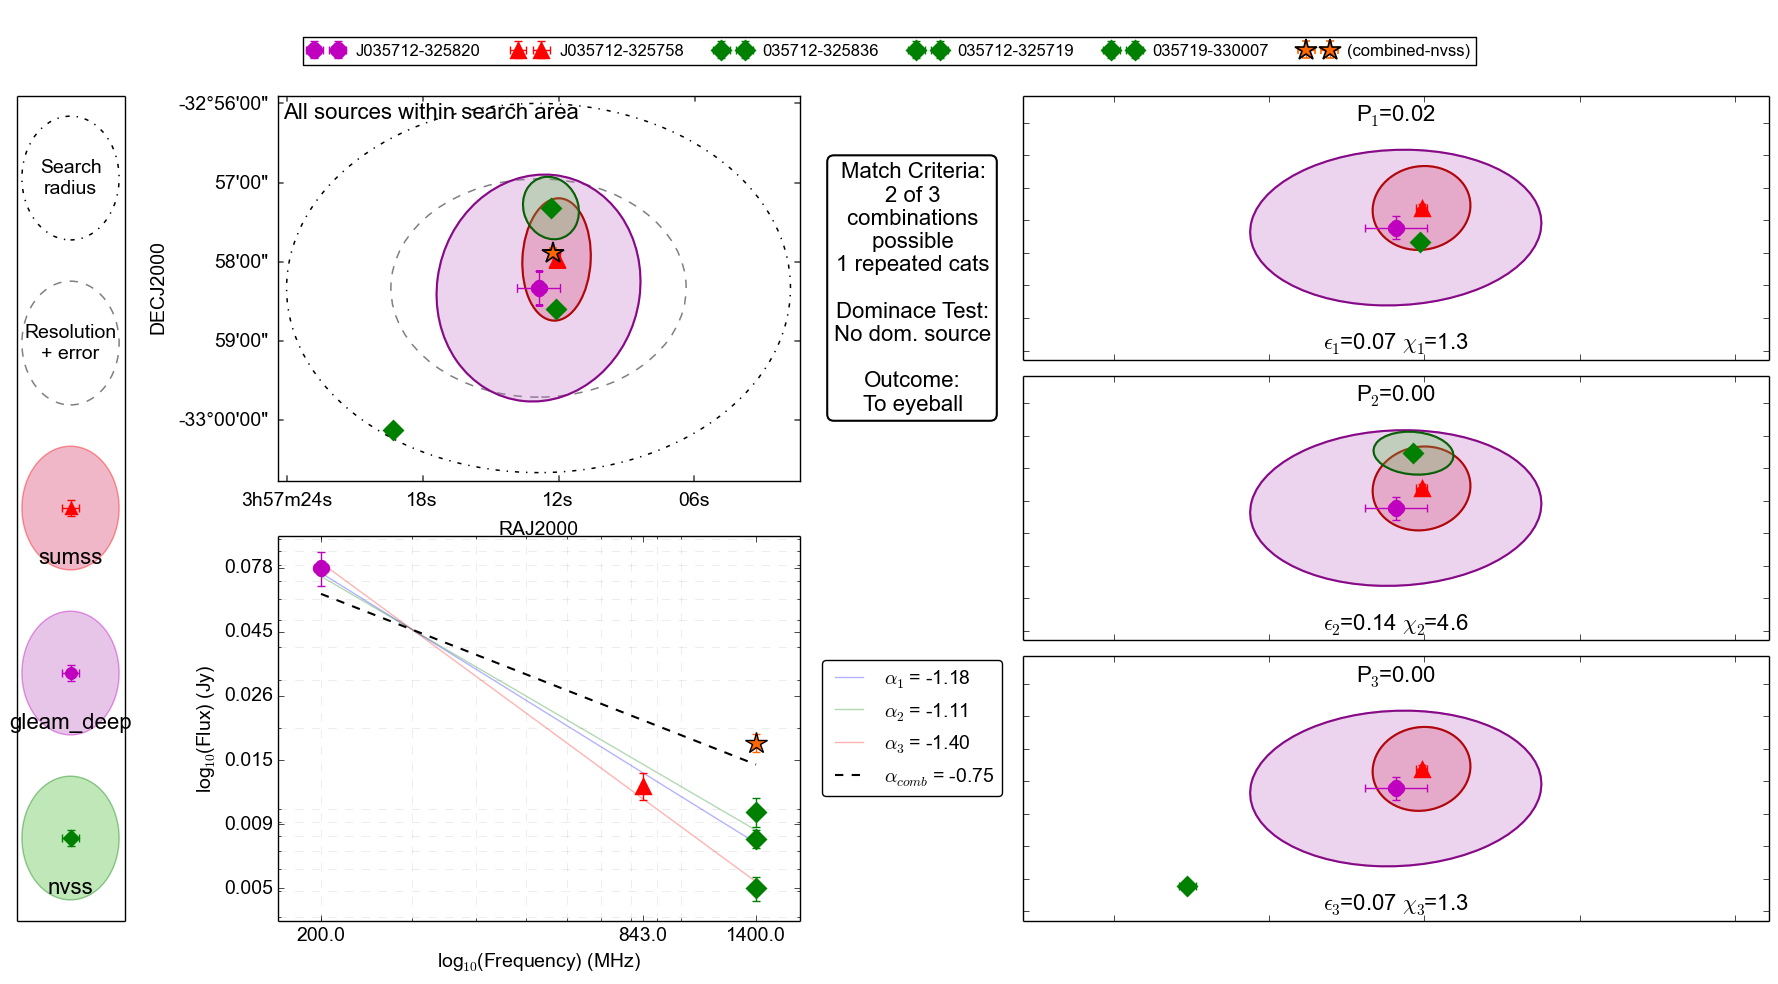 J035712-325820 J035712-325758 035712-325836 035712-325719 035719-330007 (combined-nvss)
Search
radius
Resolution
+ error
sumss
gleam_deep
nvss
All sources within search area
-32°56'00"
57'00"
58'00"
59'00"
-33°00'00"
DECJ2000
3h57m24s 18s 12s 06s
RAJ2000
Match Criteria:
2 of 3
combinations
possible
1 repeated cats
Dominace Test:
No dom. source
Outcome:
To eyeball
P1=0.02
ϵ1=0.07 χ1=1.3
P2=0.00
ϵ2=0.14 χ2=4.6
P3=0.00
ϵ3=0.07 χ3=1.3
0.078
0.045
0.026
0.015
0.009
0.005
log10(Flux) (Jy)
200.0 843.0 1400.0
log10(Frequency) (MHz)
α1 = -1.18
α2 = -1.11
α3 = -1.40
αcomb = -0.75